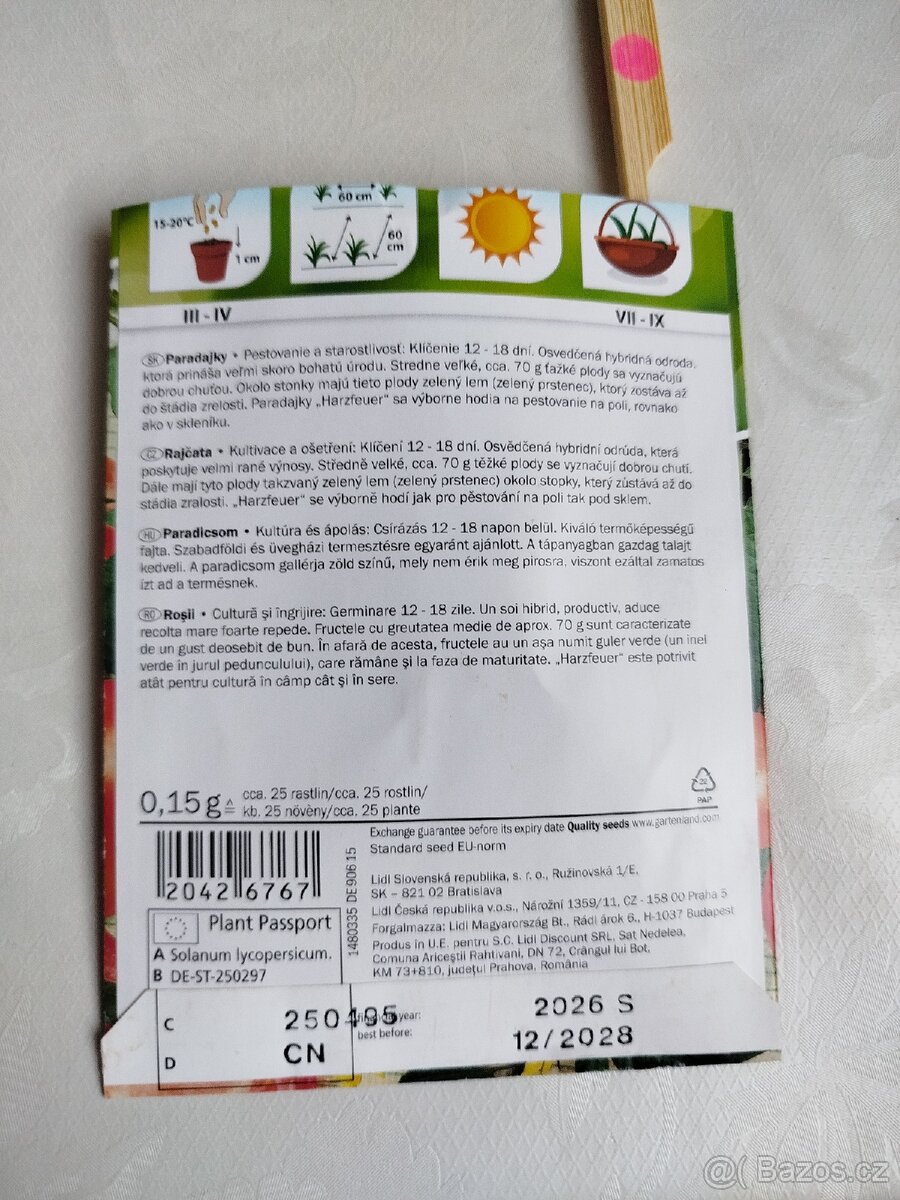 60 cm
15-20°C
1 cm
60
cm
III - IV
VII - IX
SK Paradajky • Pestovanie a starostlivosť: Klíčenie 12 - 18 dní. Osvedčená hybridná odroda,
ktorá prináša veľmi skoro bohatú úrodu. Stredne veľké, cca. 70 g ťažké plody sa vyznačujú
dobrou chuťou. Okolo stonky majú tieto plody zelený lem (zelený prstenec), ktorý zostáva až
do štádia zrelosti. Paradajky „Harzfeuer“ sa výborne hodia na pestovanie na poli, rovnako
ako v skleníku.
CZ Rajčata • Kultivace a ošetření: Klíčení 12 - 18 dní. Osvědčená hybridní odrůda, která
poskytuje velmi rané výnosy. Středně velké, cca. 70 g těžké plody se vyznačují dobrou chutí.
Dále mají tyto plody takzvaný zelený lem (zelený prstenec) okolo stopky, který zůstává až do
stádia zralosti. „Harzfeuer“ se výborně hodí jak pro pěstování na poli tak pod sklem.
HU Paradicsom • Kultúra és ápolás: Csírázás 12 - 18 napon belül. Kiváló termőképességű
fajta. Szabadföldi és üvegházi termesztésre egyaránt ajánlott. A tápanyagban gazdag talajt
kedveli. A paradicsom gallérja zöld színű, mely nem érik meg pirosra, viszont ezáltal zamatos
ízt ad a termésnek.
RO Roşii • Cultură şi îngrijire: Germinare 12 - 18 zile. Un soi hibrid, productiv, aduce
recolta mare foarte repede. Fructele cu greutatea medie de aprox. 70 g sunt caracterizate
de un gust deosebit de bun. În afară de acesta, fructele au un aşa numit guler verde (un inel
verde în jurul pedunculului), care rămâne şi la faza de maturitate. „Harzfeuer“ este potrivit
atât pentru cultură în câmp cât şi în sere.
0,15 g ≙ cca. 25 rastlin/cca. 25 rostlin/
kb. 25 növény/cca. 25 plante
22
PAP
Exchange guarantee before its expiry date Quality seeds www.gartenland.com
Standard seed EU-norm
2042 6767
1480335 DE906 15
Lidl Slovenská republika, s. r. o., Ružinovská 1/E,
SK – 821 02 Bratislava
Lidl Česká republika v.o.s., Nárožní 1359/11, CZ - 158 00 Praha 5
Forgalmazza: Lidl Magyarország Bt., Rádl árok 6., H-1037 Budapest
Produs in U.E. pentru S.C. Lidl Discount SRL, Sat Nedelea,
Comuna Ariceştii Rahtivani, DN 72, Crângul lui Bot,
KM 73+810, judeţul Prahova, România
Plant Passport
A Solanum lycopersicum.
B DE-ST-250297
C 250495 year: 2026 S
best before: 12/2028
D CN
@( Bazos.cz